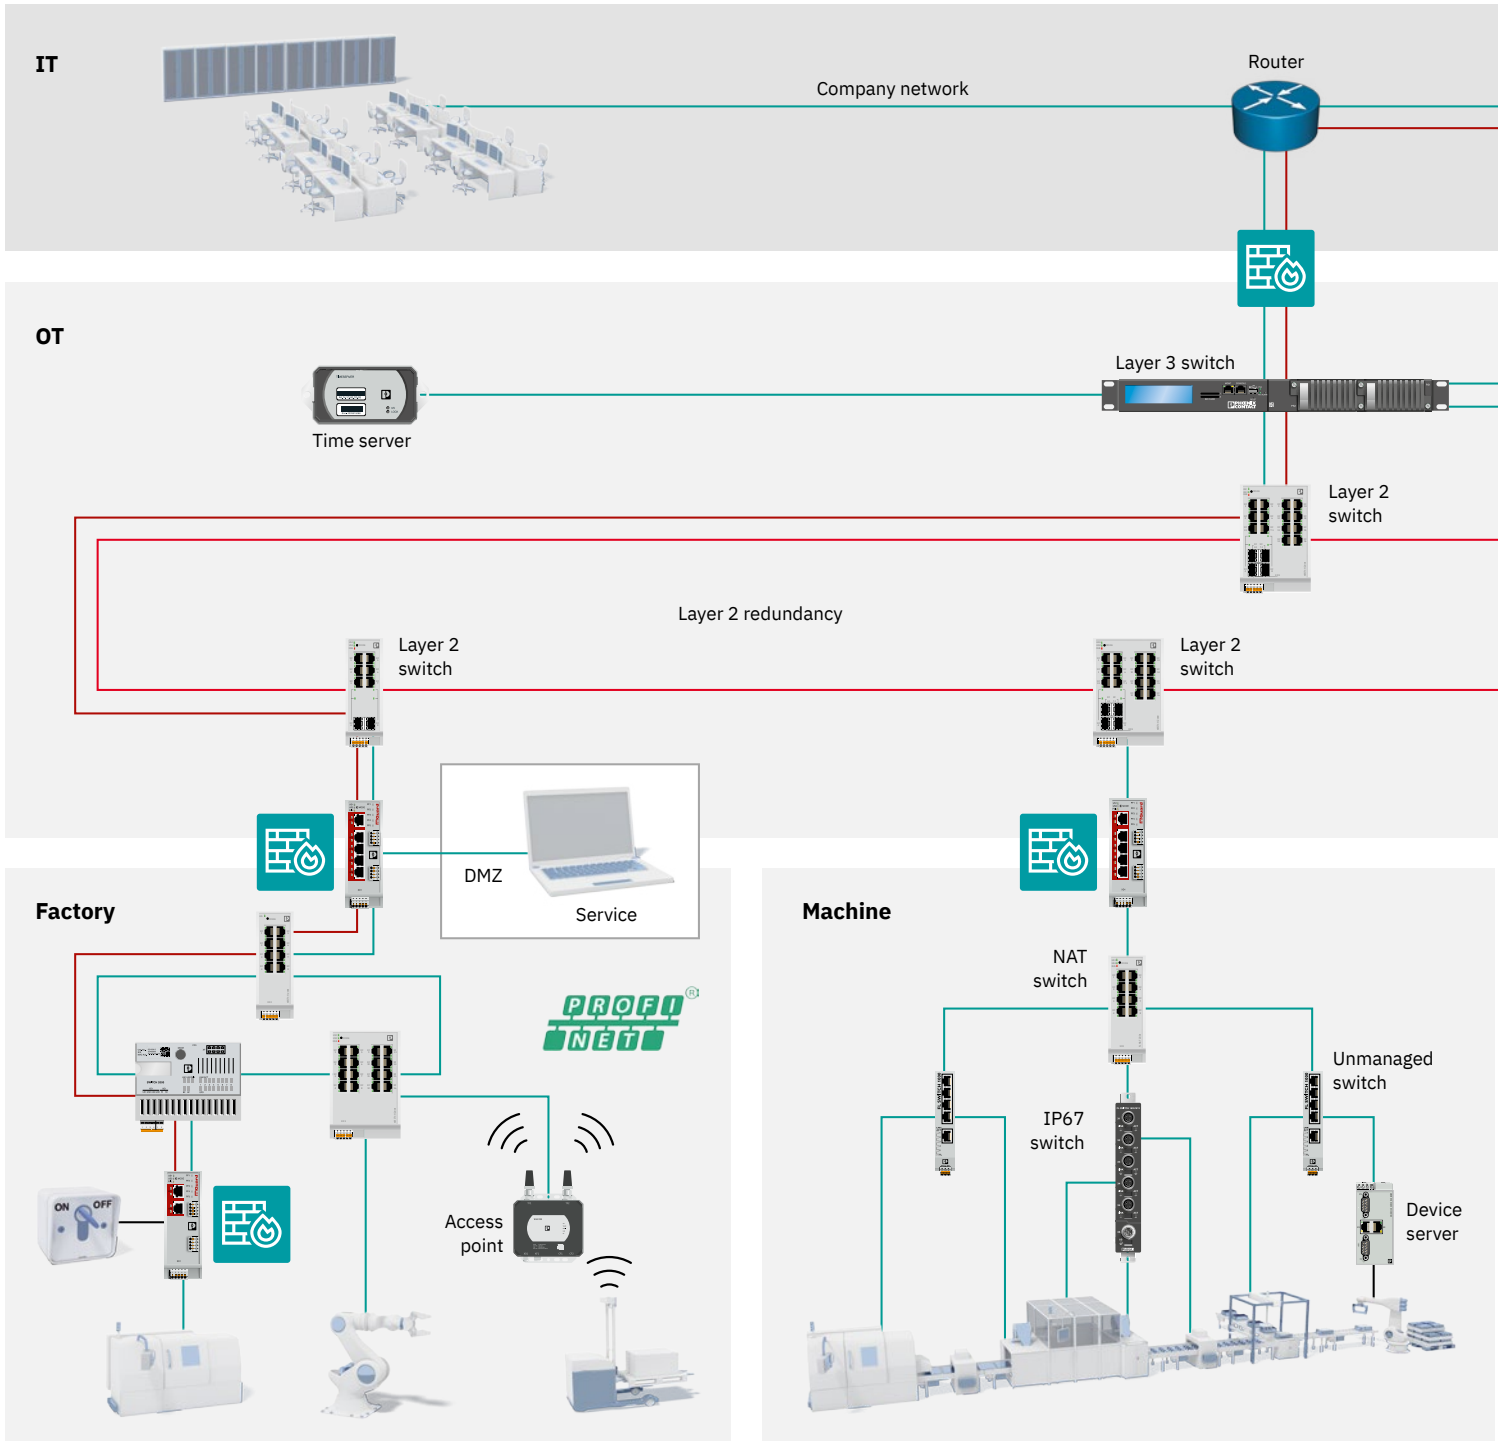 IT
Company network
Router
OT
Layer 3 switch
PHŒNIX
CONTACT
Time server
Layer 2
switch
Layer 2 redundancy
Layer 2
switch
Layer 2
switch
DMZ
Service
Factory
Machine
NAT
switch
PROFI
NET
®
Unmanaged
switch
IP67
switch
ON
OFF
Access
point
Device
server